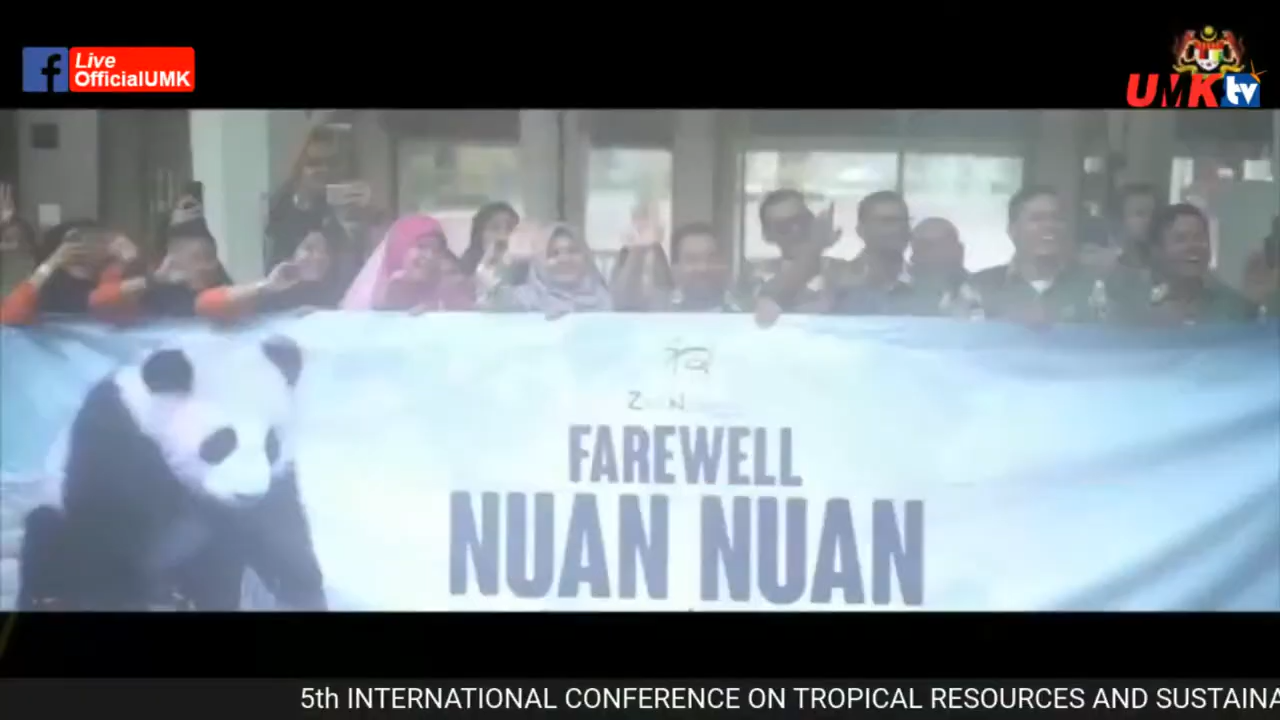 Live
OfficialUMK
UMK tv
FAREWELL
NUAN NUAN
5th INTERNATIONAL CONFERENCE ON TROPICAL RESOURCES AND SUSTAINA